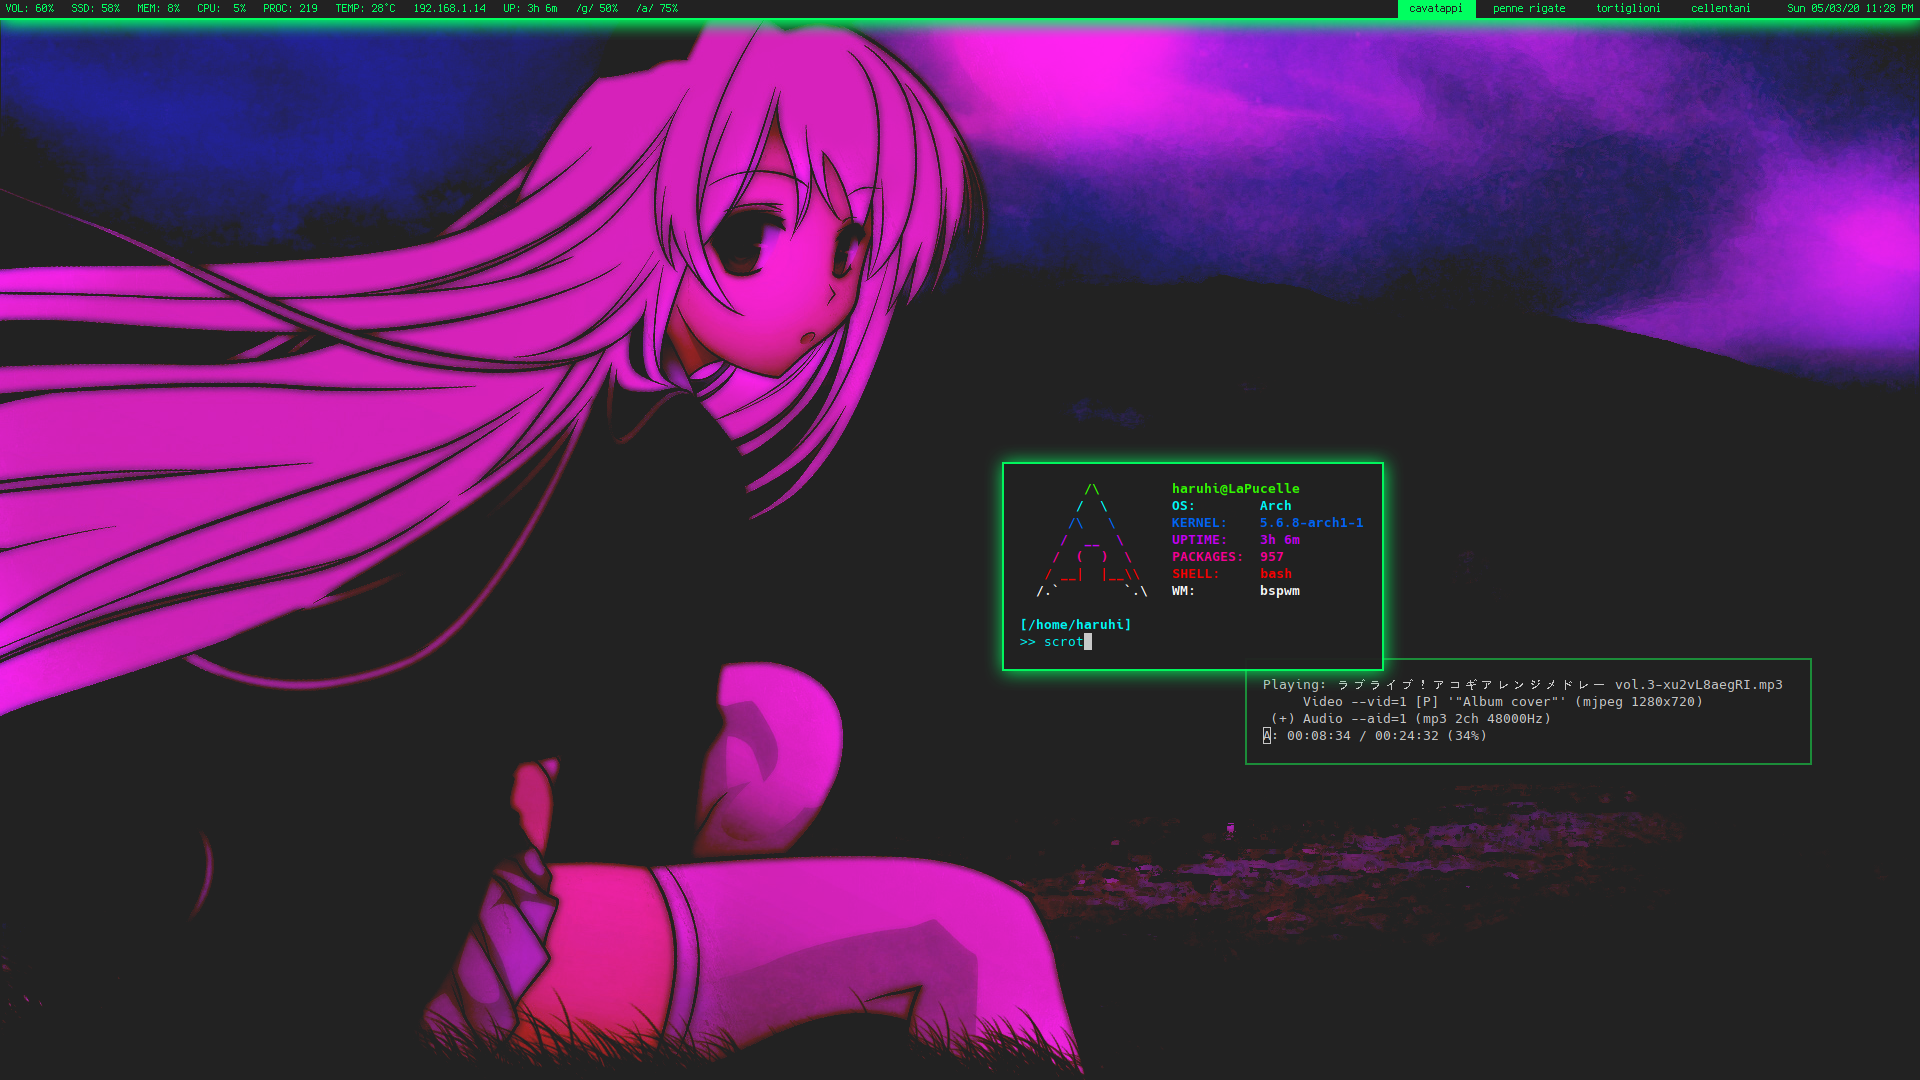 VOL: 60% SSD: 58% MEM: 8% CPU: 5% PROC: 219 TEMP: 28°C 192.168.1.14 UP: 3h 6m /g/ 50% /a/ 75% cavatappi penne rigate tortiglioni cellentani Sun 05/03/20 11:28 PM
/\ haruhi@LaPucelle
/ \ OS: Arch
/\ \ KERNEL: 5.6.8-arch1-1
/ __ \ UPTIME: 3h 6m
/ ( ) \ PACKAGES: 957
/ __| |__\\ SHELL: bash
/.` `.\ WM: bspwm
[/home/haruhi]
>> scrot
Playing: ラブライブ！アコギアレンジメドレー vol.3-xu2vL8aegRI.mp3
Video --vid=1 [P] '"Album cover"' (mjpeg 1280x720)
(+) Audio --aid=1 (mp3 2ch 48000Hz)
A: 00:08:34 / 00:24:32 (34%)